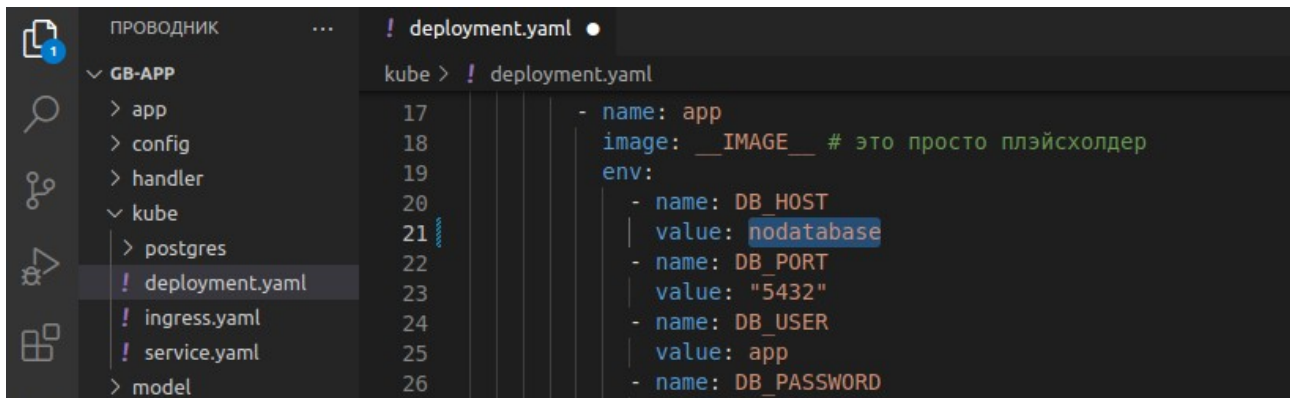 ПРОВОДНИК ...
GB-APP
app
config
handler
kube
postgres
! deployment.yaml
! ingress.yaml
! service.yaml
model
1
! deployment.yaml ●
kube > ! deployment.yaml
17 - name: app
18 image: __IMAGE__ # это просто плэйсхолдер
19 env:
20 - name: DB_HOST
21 value: nodatabase
22 - name: DB_PORT
23 value: "5432"
24 - name: DB_USER
25 value: app
26 - name: DB_PASSWORD